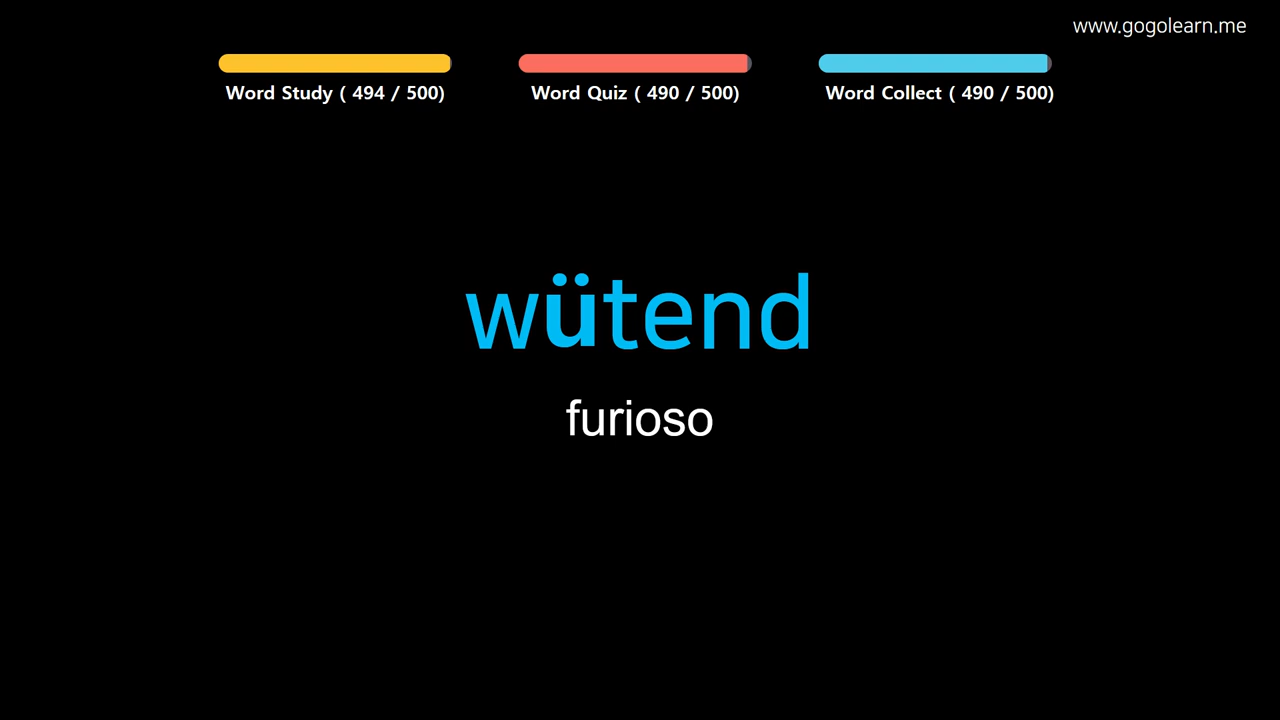 www.gogolearn.me
Word Study ( 494 / 500)
Word Quiz ( 490 / 500)
Word Collect ( 490 / 500)
wütend
furioso